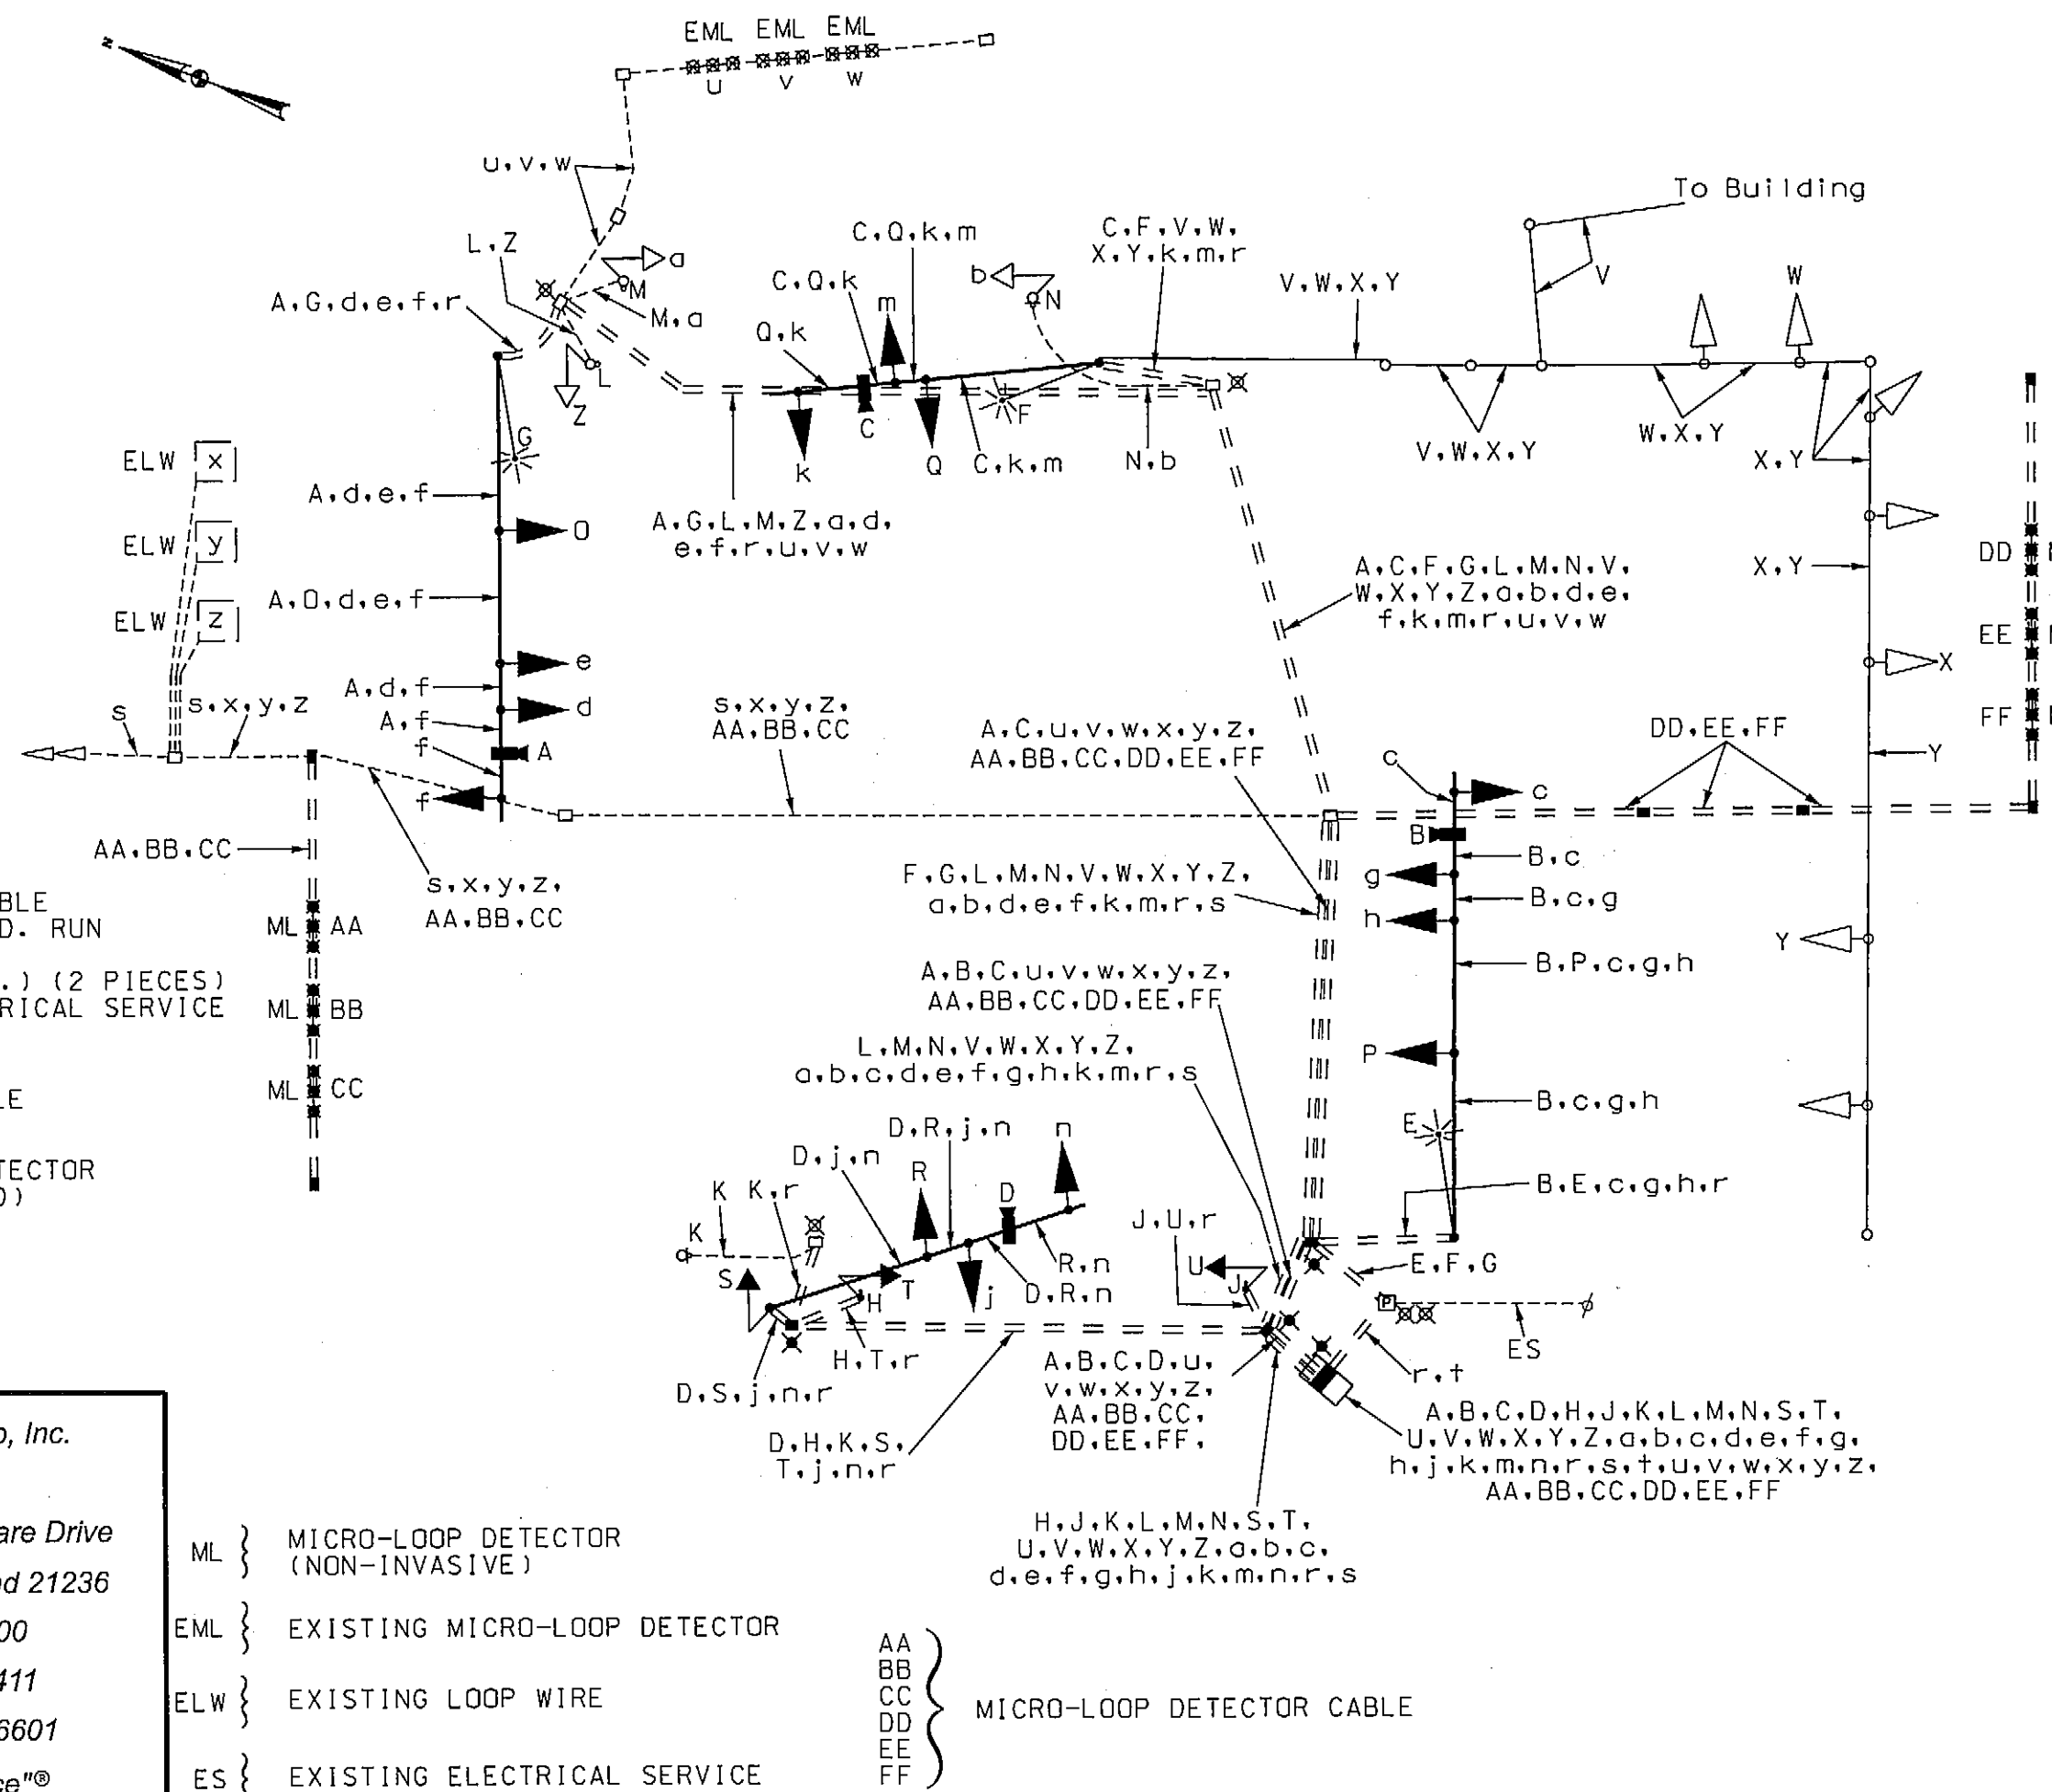 N
EML EML EML
U V W
u,v,w
To Building
L,Z
a
C,Q,k,m
C,F,V,W,
X,Y,k,m,r
b
N
V,W,X,Y
V
W
A,G,d,e,f,r
M
M,a
C,Q,k
m
Q,k
L
Z
G
F
C
k
Q
C,k,m
N,b
V,W,X,Y
W,X,Y
X,Y
ELW x
A,d,e,f
O
A,G,L,M,Z,a,d,
e,f,r,u,v,w
ELW y
A,O,d,e,f
A,C,F,G,L,M,N,V,
W,X,Y,Z,a,b,d,e,
f,k,m,r,u,v,w
X,Y
DD
ELW z
EE
e
X
A,d,f
d
s
s,x,y,z
A,f
f
A
s,x,y,z,
AA,BB,CC
A,C,u,v,w,x,y,z,
AA,BB,CC,DD,EE,FF
DD,EE,FF
FF
Y
c
c
f
B
B,c
AA,BB,CC
s,x,y,z,
AA,BB,CC
F,G,L,M,N,V,W,X,Y,Z,
a,b,d,e,f,k,m,r,s
g
B,c,g
h
BLE
D. RUN
ML AA
Y
.) (2 PIECES)
RICAL SERVICE
ML BB
A,B,C,u,v,w,x,y,z,
AA,BB,CC,DD,EE,FF
B,P,c,g,h
L,M,N,V,W,X,Y,Z,
a,b,c,d,e,f,g,h,k,m,r,s
P
LE
ML CC
B,c,g,h
TECTOR
O)
D,R,j,n
n
E
D,j,n
R
D
K K,r
B,E,c,g,h,r
K
J,U,r
S
T
R,n
U
E,F,G
H
j
D,R,n
J
P
H,T,r
D,S,j,n,r
A,B,C,D,u,
v,w,x,y,z,
AA,BB,CC,
DD,EE,FF,
ES
r,t
D,H,K,S,
T,j,n,r
A,B,C,D,H,J,K,L,M,N,S,T,
U,V,W,X,Y,Z,a,b,c,d,e,f,g,
h,j,k,m,n,r,s,t,u,v,w,x,y,z,
AA,BB,CC,DD,EE,FF
H,J,K,L,M,N,S,T,
U,V,W,X,Y,Z,a,b,c,
d,e,f,g,h,j,k,m,n,r,s
p, Inc.
are Drive
d 21236
00
411
6601
ce"®
ML } MICRO-LOOP DETECTOR
(NON-INVASIVE)
EML } EXISTING MICRO-LOOP DETECTOR
ELW } EXISTING LOOP WIRE
ES } EXISTING ELECTRICAL SERVICE
AA
BB
CC
DD
EE
FF
MICRO-LOOP DETECTOR CABLE